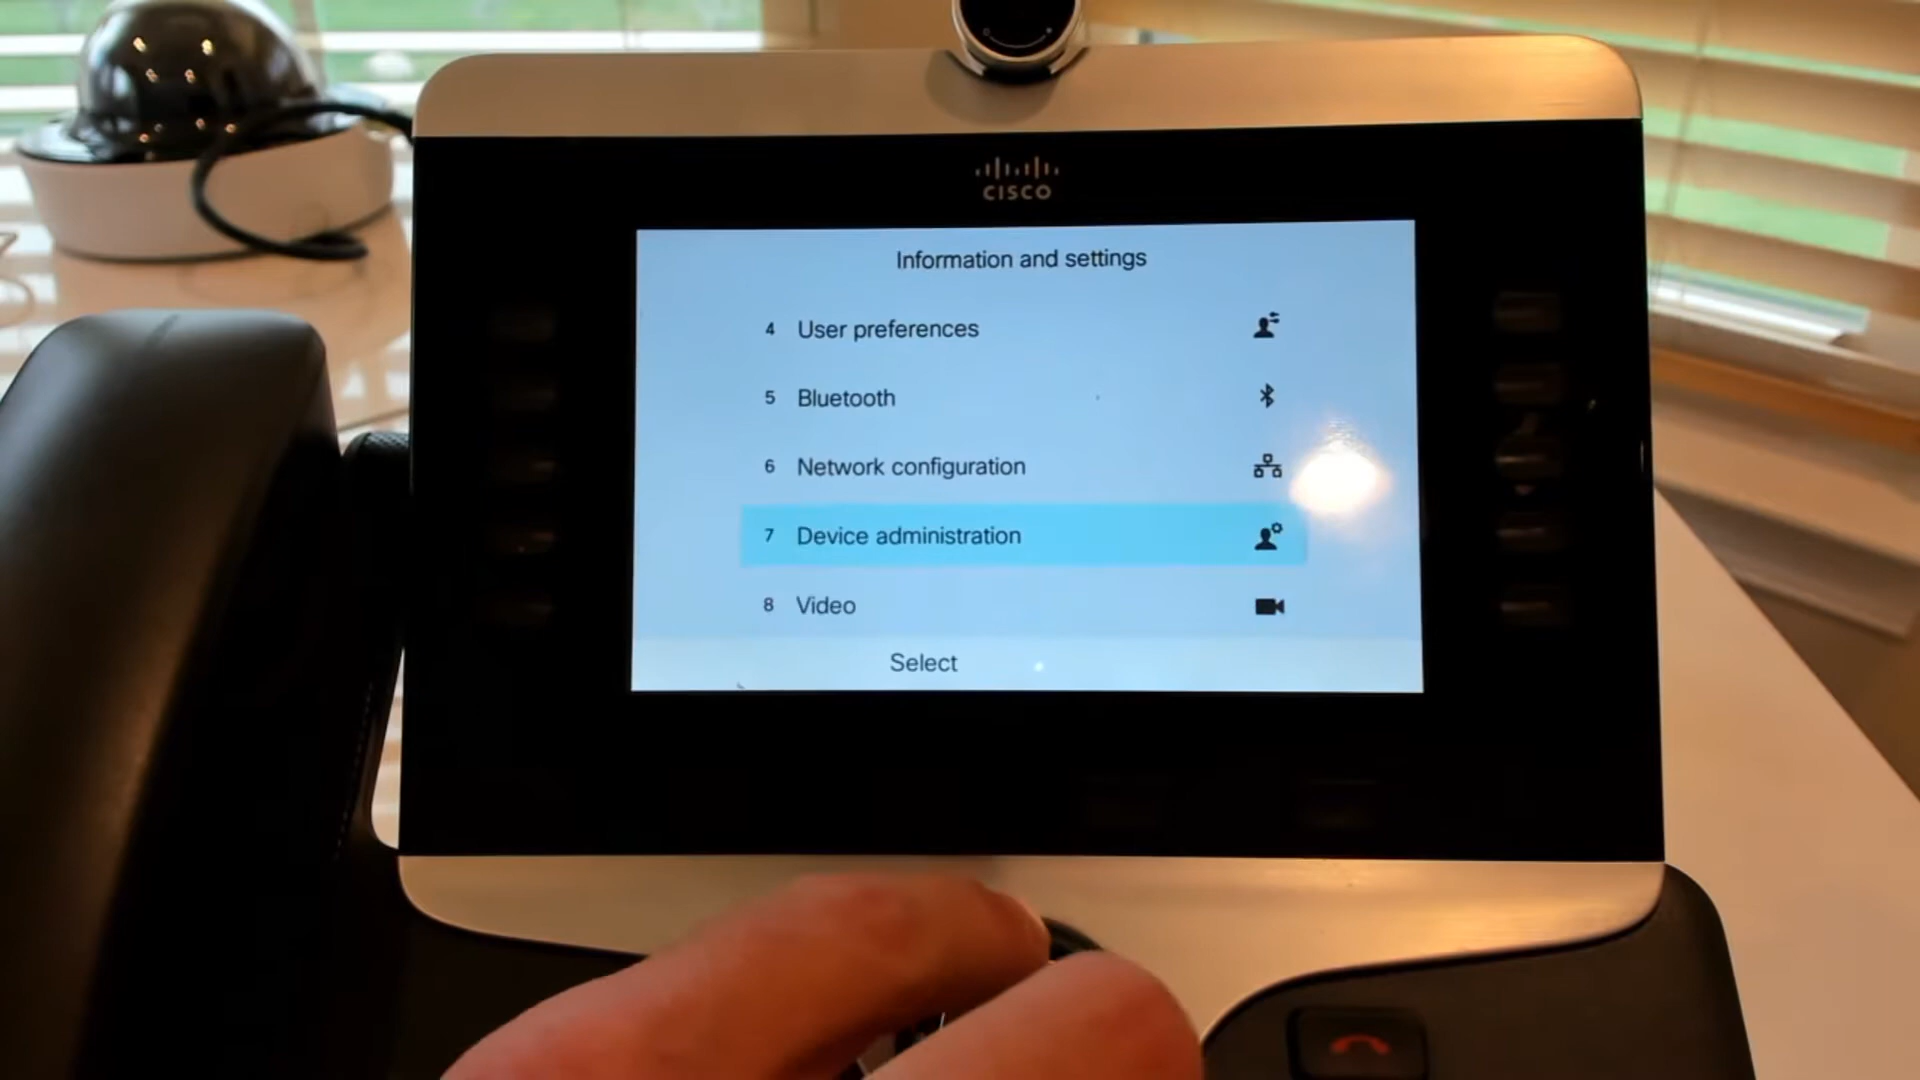 CISCO
Information and settings
4 User preferences
5 Bluetooth
6 Network configuration
7 Device administration
8 Video
Select